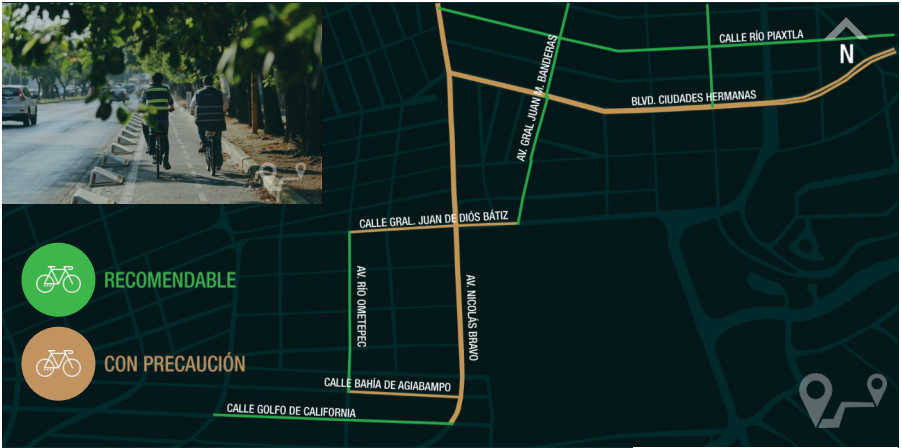 CALLE RÍO PIAXTLA
N
BLVD. CIUDADES HERMANAS
AV. GRAL JUAN M. BANDERAS
CALLE GRAL. JUAN DE DIÓS BÁTIZ
RECOMENDABLE
AV. RÍO OMETEPEC
AV. NICOLÁS BRAVO
CON PRECAUCIÓN
CALLE BAHÍA DE AGIABAMPO
CALLE GOLFO DE CALIFORNIA